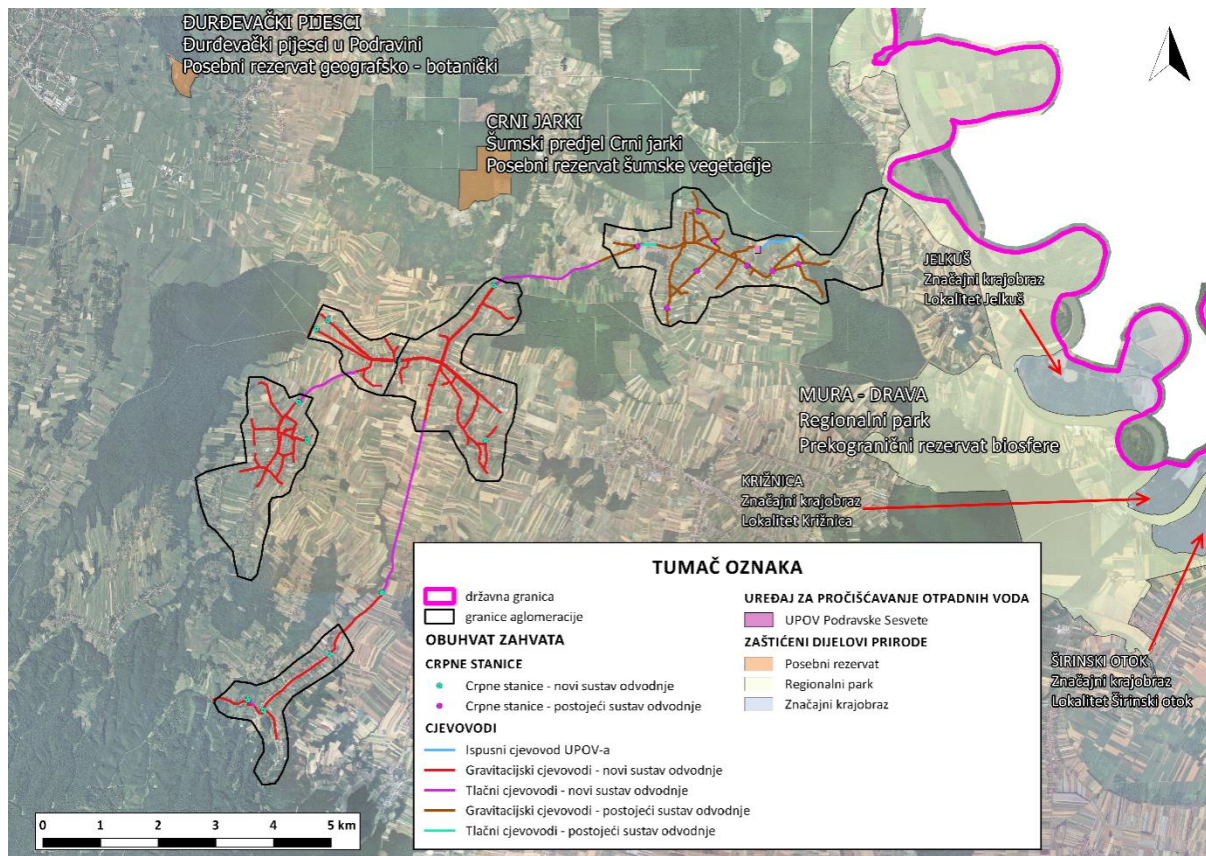 ĐURĐEVAČKI PIJESCI
Đurđevački pijesci u Podravini
Posebni rezervat geografsko - botanički
CRNI JARKI
Šumski predjel Crni jarki
Posebni rezervat šumske vegetacije
JELKUŠ
Značajni krajobraz
Lokalitet Jelkuš
MURA - DRAVA
Regionalni park
Prekogranični rezervat biosfere
KRIŽNICA
Značajni krajobraz
Lokalitet Križnica
ŠIRINSKI OTOK
Značajni krajobraz
Lokalitet Širinski otok
TUMAČ OZNAKA
državna granica
granice aglomeracije
OBUHVAT ZAHVATA
CRPNE STANICE
Crpne stanice - novi sustav odvodnje
Crpne stanice - postojeći sustav odvodnje
CJEVOVODI
Ispusni cjevovod UPOV-a
Gravitacijski cjevovodi - novi sustav odvodnje
Tlačni cjevovodi - novi sustav odvodnje
Gravitacijski cjevovodi - postojeći sustav odvodnje
Tlačni cjevovodi - postojeći sustav odvodnje
UREĐAJ ZA PROČIŠĆAVANJE OTPADNIH VODA
UPOV Podravske Sesvete
ZAŠTIĆENI DIJELOVI PRIRODE
Posebni rezervat
Regionalni park
Značajni krajobraz
0 1 2 3 4 5 km